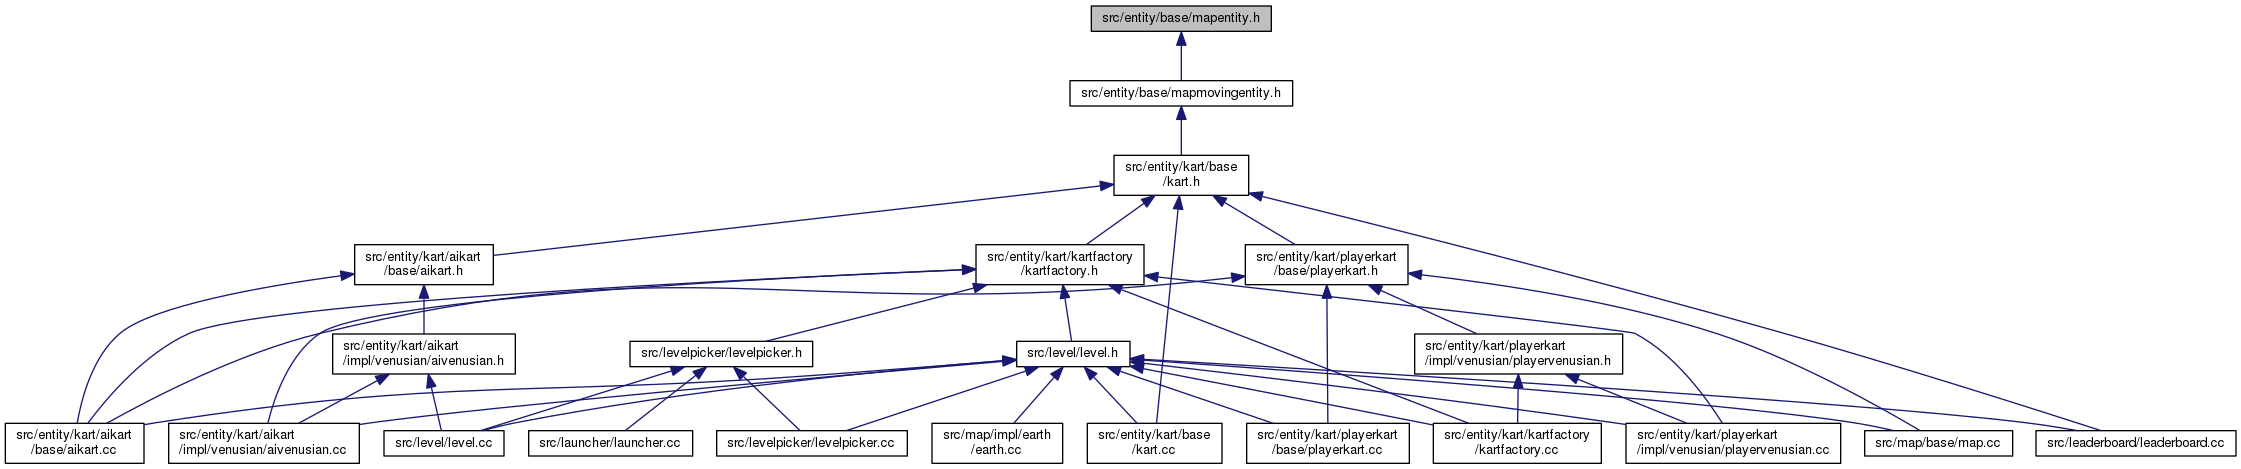 src/entity/base/mapentity.h
src/entity/base/mapmovingentity.h
src/entity/kart/base
/kart.h
src/entity/kart/aikart
/base/aikart.h
src/entity/kart/kartfactory
/kartfactory.h
src/entity/kart/playerkart
/base/playerkart.h
src/entity/kart/aikart
/impl/venusian/aivenusian.h
src/levelpicker/levelpicker.h
src/level/level.h
src/entity/kart/playerkart
/impl/venusian/playervenusian.h
src/entity/kart/aikart
/base/aikart.cc
src/entity/kart/aikart
/impl/venusian/aivenusian.cc
src/level/level.cc
src/launcher/launcher.cc
src/levelpicker/levelpicker.cc
src/map/impl/earth
/earth.cc
src/entity/kart/base
/kart.cc
src/entity/kart/playerkart
/base/playerkart.cc
src/entity/kart/kartfactory
/kartfactory.cc
src/entity/kart/playerkart
/impl/venusian/playervenusian.cc
src/map/base/map.cc
src/leaderboard/leaderboard.cc